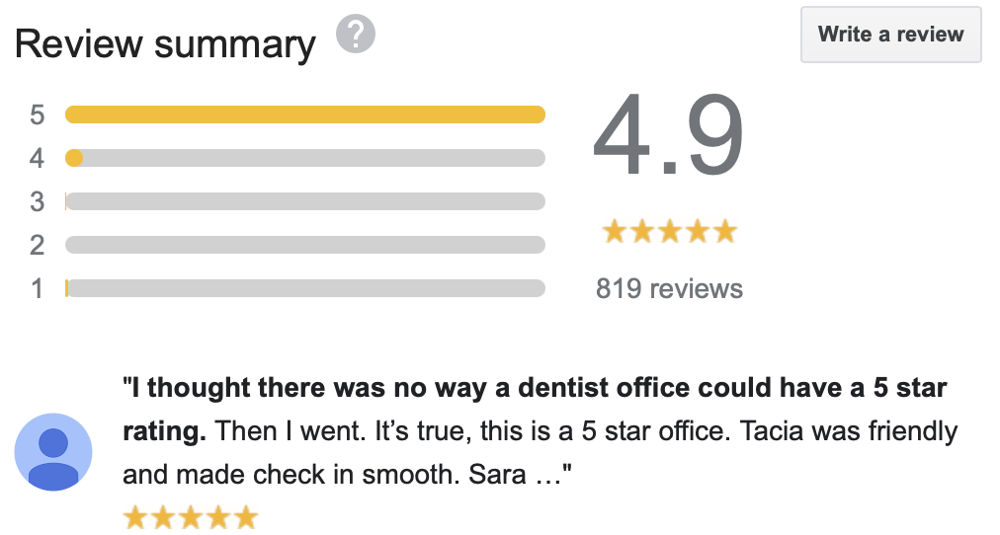 Review summary ?
Write a review
5
4
3
2
1
4.9
819 reviews
"I thought there was no way a dentist office could have a 5 star
rating. Then I went. It’s true, this is a 5 star office. Tacia was friendly
and made check in smooth. Sara …"